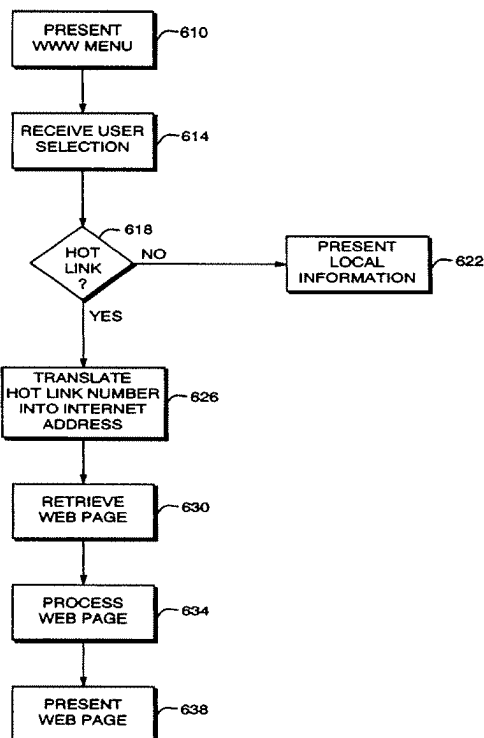 PRESENT
WWW MENU
610
RECEIVE USER
SELECTION
614
618
HOT
LINK
?
NO
PRESENT
LOCAL
INFORMATION
622
YES
TRANSLATE
HOT LINK NUMBER
INTO INTERNET
ADDRESS
626
RETRIEVE
WEB PAGE
630
PROCESS
WEB PAGE
634
PRESENT
WEB PAGE
638